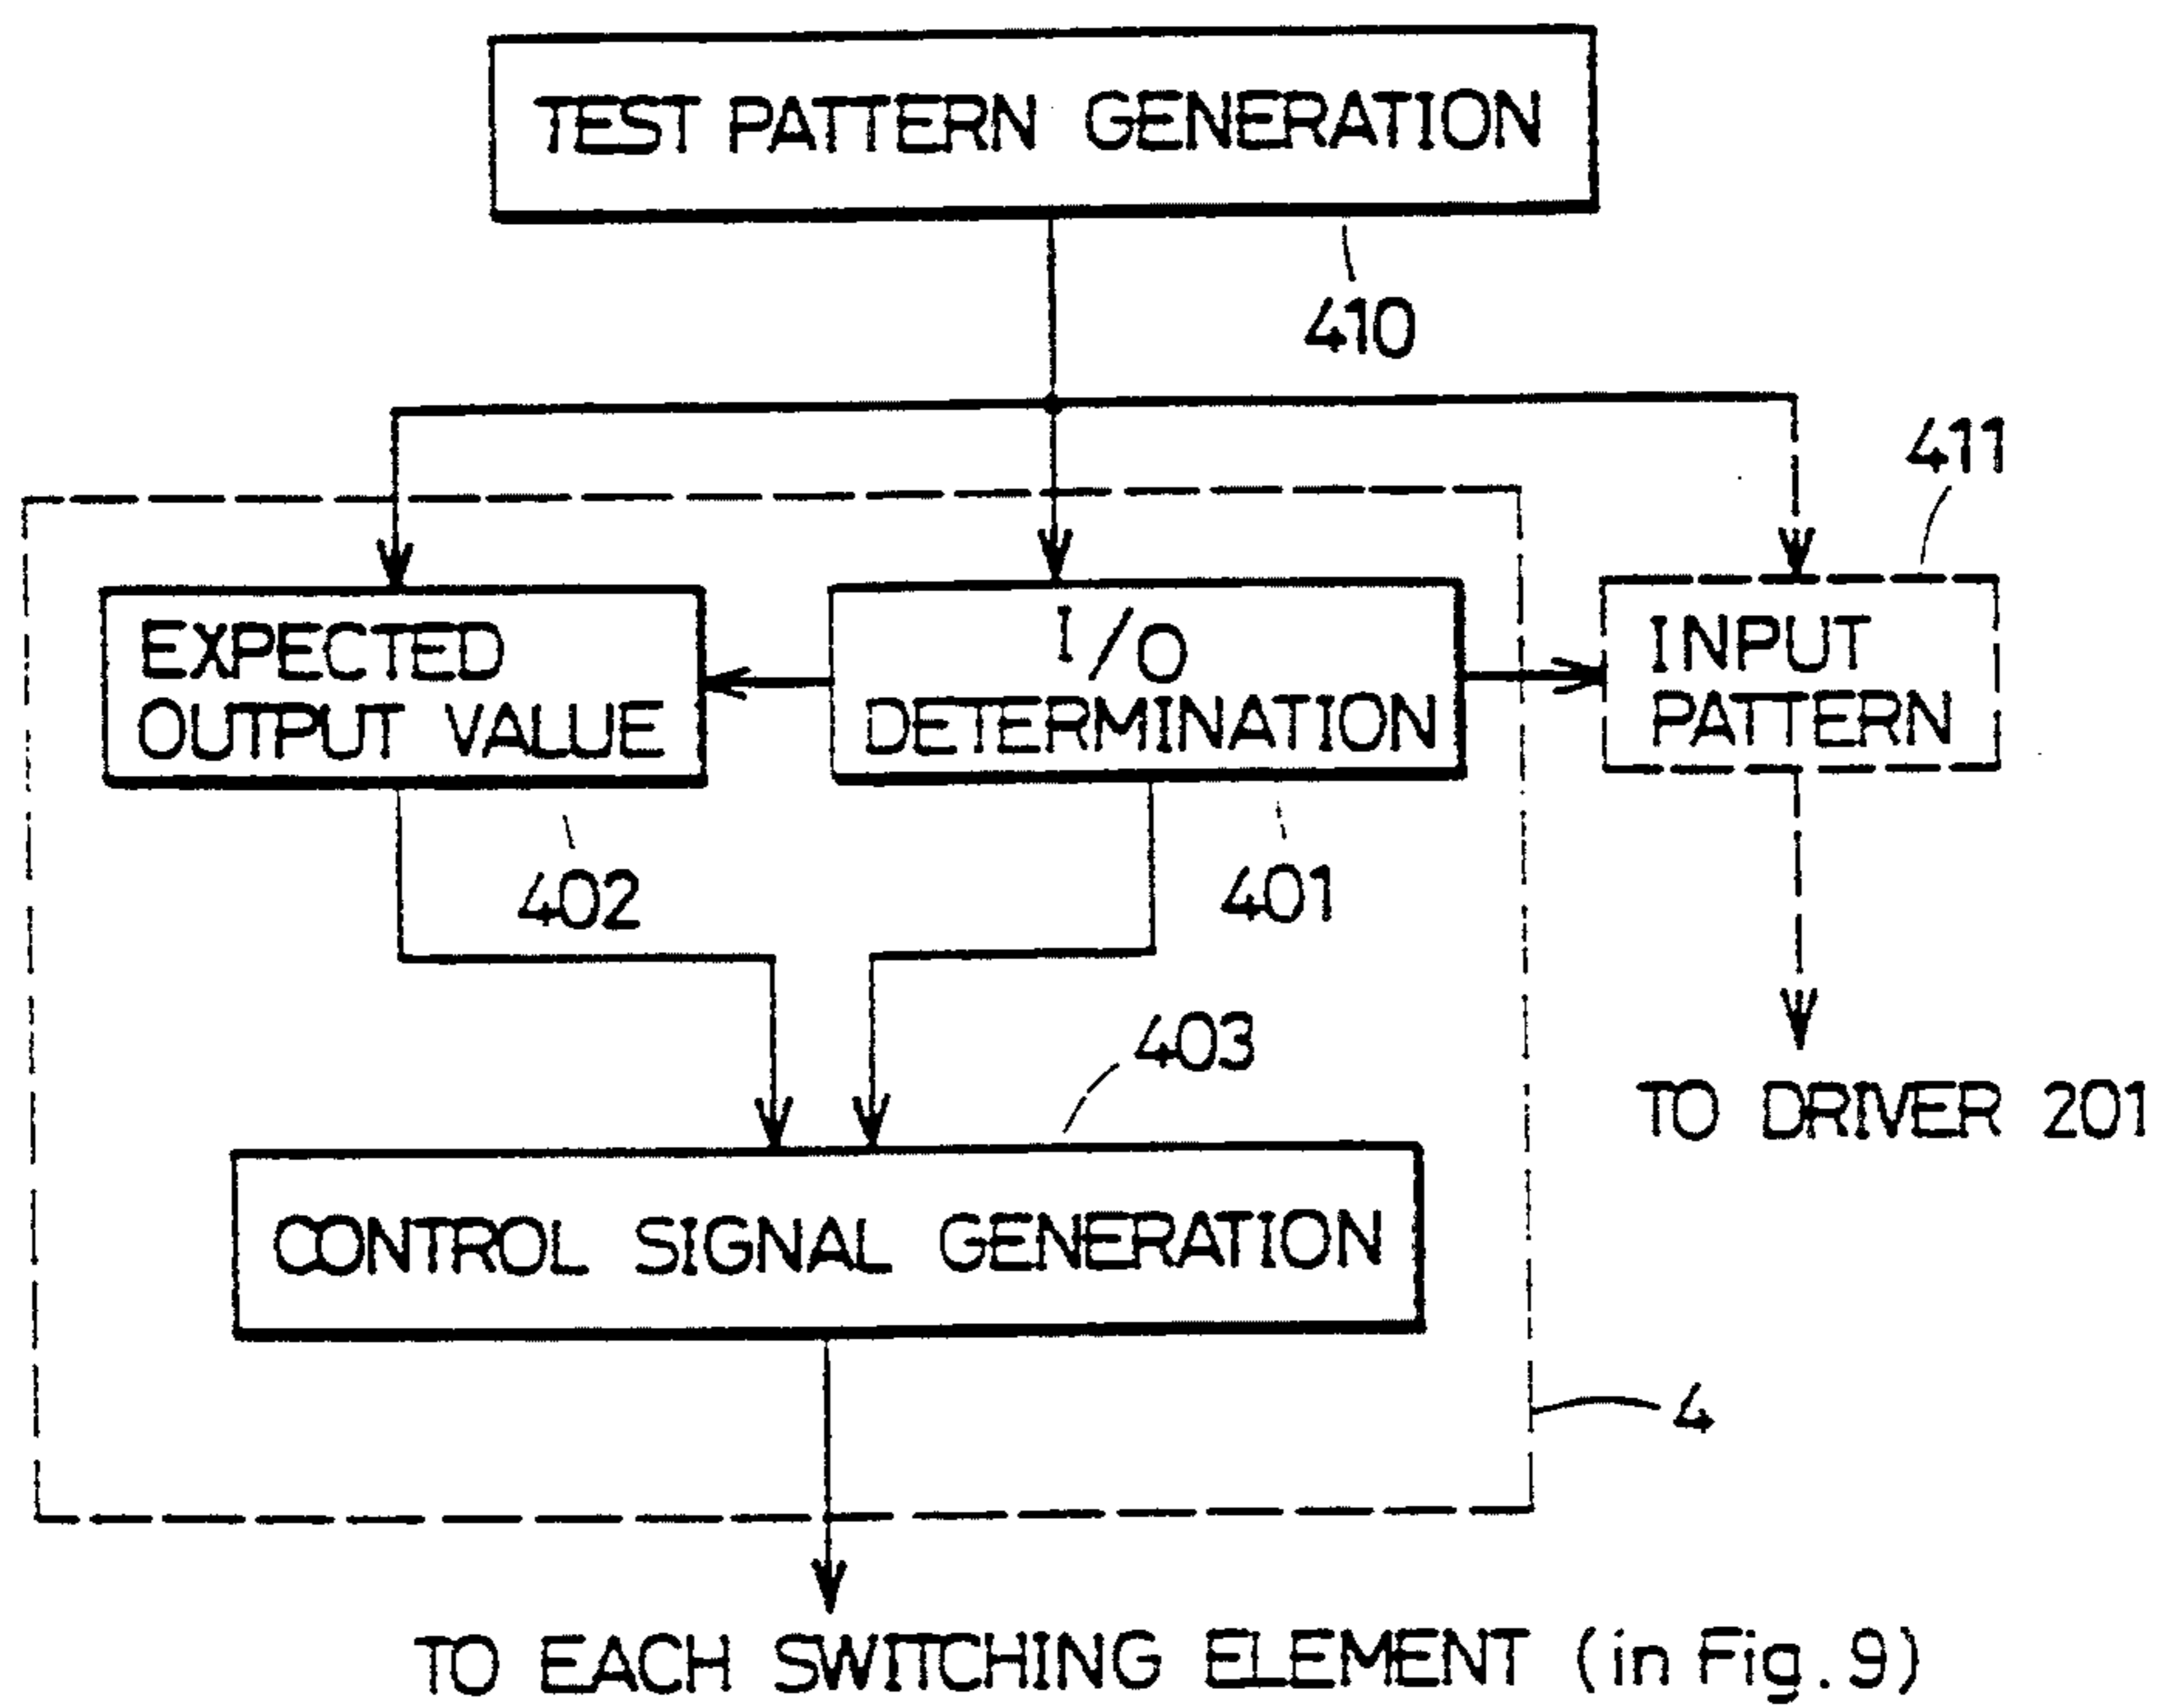 TEST PATTERN GENERATION
410
411
EXPECTED
OUTPUT VALUE
I/O
DETERMINATION
INPUT
PATTERN
402
401
403
TO DRIVER 201
CONTROL SIGNAL GENERATION
4
TO EACH SWITCHING ELEMENT (in Fig. 9)